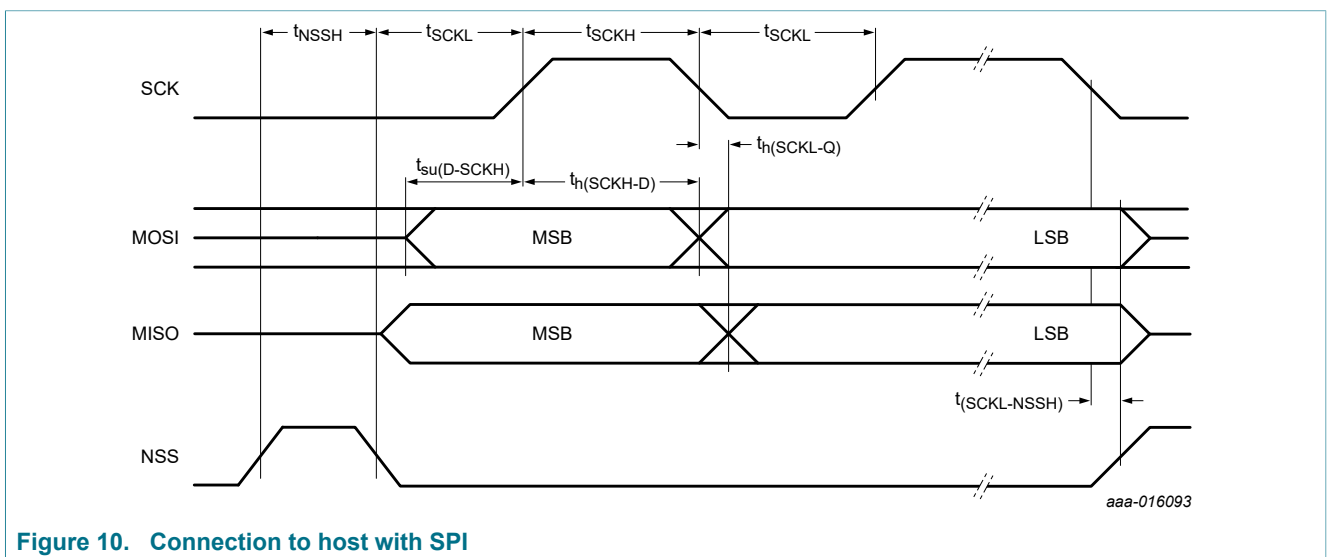 tNSSH tSCKL tSCKH tSCKL
SCK
th(SCKL-Q)
tsu(D-SCKH) th(SCKH-D)
MOSI MSB LSB
MISO MSB LSB
t(SCKL-NSSH)
NSS
aaa-016093
Figure 10. Connection to host with SPI